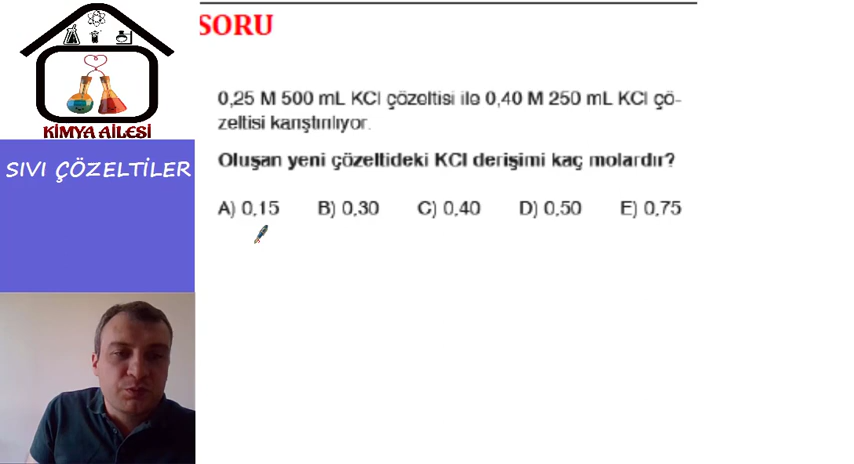 SORU
KİMYA AİLESİ
SIVI ÇÖZELTİLER
0,25 M 500 mL KCl çözeltisi ile 0,40 M 250 mL KCl çö-
zeltisi karıştırılıyor.
Oluşan yeni çözeltideki KCl derişimi kaç molardır?
A) 0,15 B) 0,30 C) 0,40 D) 0,50 E) 0,75